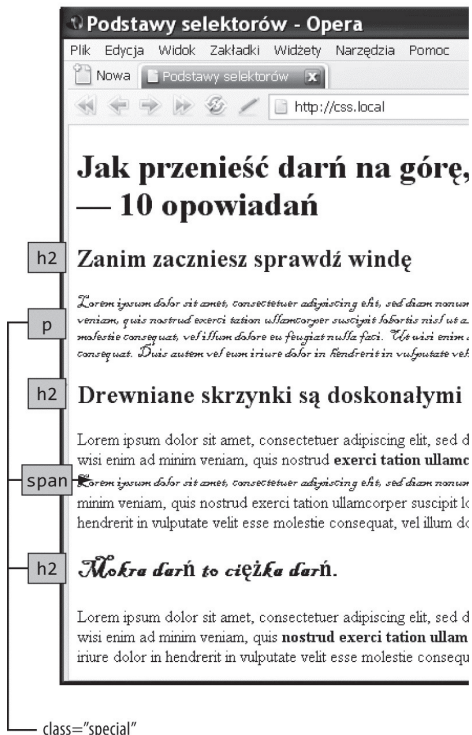 Podstawy selektorów - Opera
Plik Edycja Widok Zakładki Widżety Narzędzia Pomoc
Nowa Podstawy selektorów x
http://css.local
Jak przenieść darń na górę,
— 10 opowiadań
h2 Zanim zaczniesz sprawdź windę
Lorem ipsum dolor sit amet, consectetuer adipiscing elit, sed diam nonum
p veniam, quis nostrud exerci tation ullamcorper suscipit lobortis nisl ut a
molestie consequat, vel illum dolore eu feugiat nulla faci. Ut wisi enim
consequat. Duis autem vel eum iriure dolor in hendrerit in vulputate vel
h2 Drewniane skrzynki są doskonałymi
Lorem ipsum dolor sit amet, consectetuer adipiscing elit, sed d
wisi enim ad minim veniam, quis nostrud exerci tation ullamc
span Lorem ipsum dolor sit amet, consectetuer adipiscing elit, sed diam nonum
minim veniam, quis nostrud exerci tation ullamcorper suscipit lo
hendrerit in vulputate velit esse molestie consequat, vel illum do
h2 Mokra darń to ciężka darń.
Lorem ipsum dolor sit amet, consectetuer adipiscing elit, sed d
wisi enim ad minim veniam, quis nostrud exerci tation ullam
iriure dolor in hendrerit in vulputate velit esse molestie consequ
class="special"